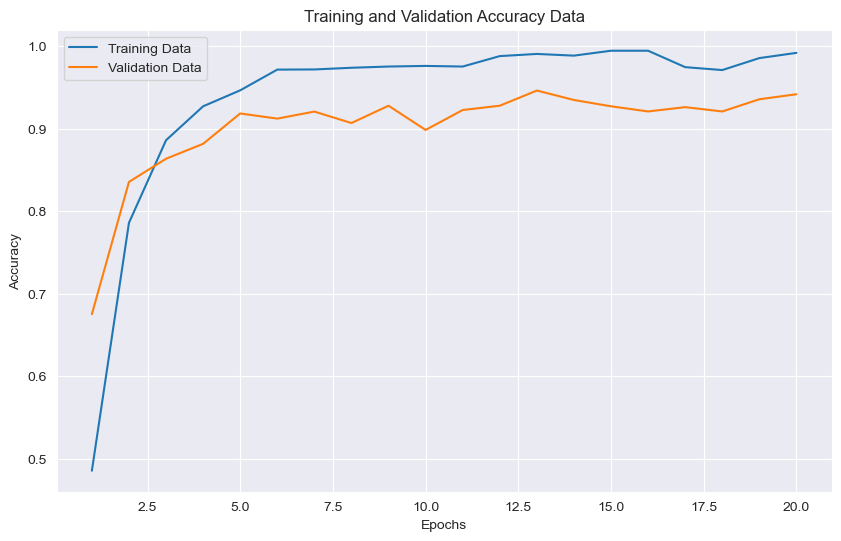 Training and Validation Accuracy Data
Training Data
Validation Data
1.0
0.9
0.8
0.7
0.6
0.5
Accuracy
2.5 5.0 7.5 10.0 12.5 15.0 17.5 20.0
Epochs